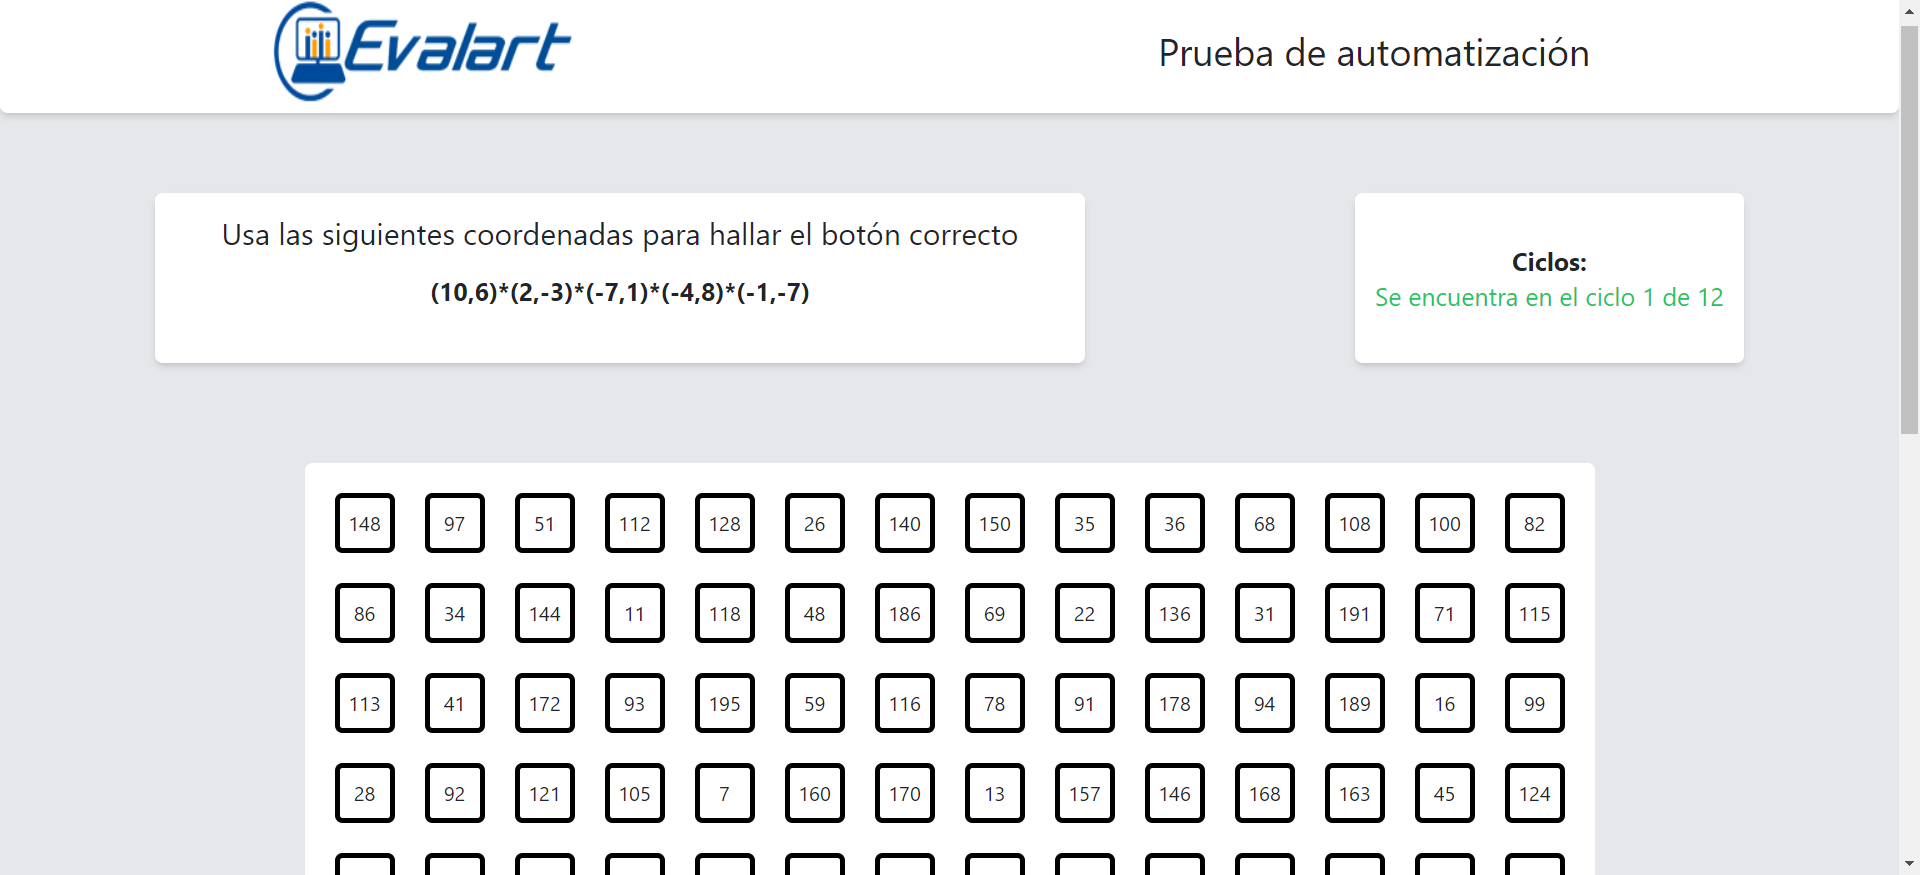 Evalart
Prueba de automatización
Usa las siguientes coordenadas para hallar el botón correcto
(10,6)*(2,-3)*(-7,1)*(-4,8)*(-1,-7)
Ciclos:
Se encuentra en el ciclo 1 de 12
148 97 51 112 128 26 140 150 35 36 68 108 100 82
86 34 144 11 118 48 186 69 22 136 31 191 71 115
113 41 172 93 195 59 116 78 91 178 94 189 16 99
28 92 121 105 7 160 170 13 157 146 168 163 45 124